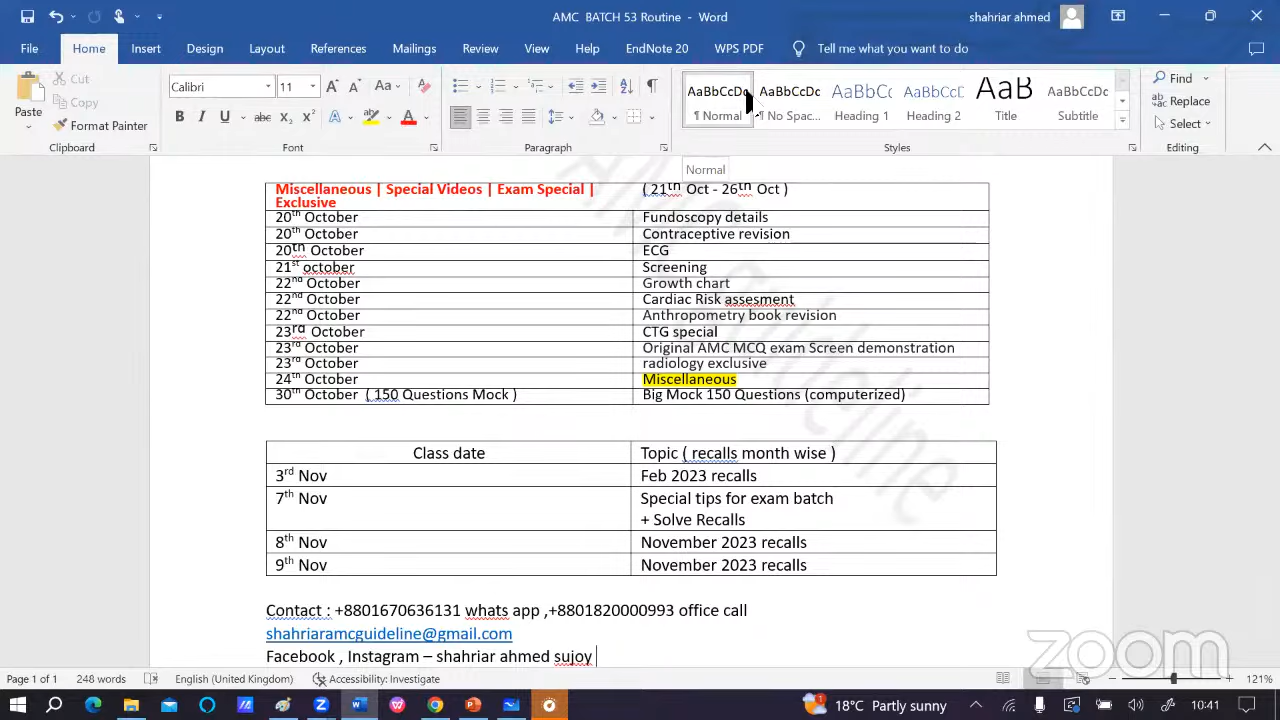 AMC BATCH 53 Routine - Word
shahriar ahmed
File Home Insert Design Layout References Mailings Review View Help EndNote 20 WPS PDF Tell me what you want to do
Paste
Cut
Copy
Format Painter
Calibri 11
AaBbCcDc AaBbCcDc AaBbCc AaBbCcD AaB AaBbCcDc
¶ Normal ¶ No Spac... Heading 1 Heading 2 Title Subtitle
Find
Replace
Select
Clipboard Font Paragraph Styles Editing
Normal
Miscellaneous | Special Videos | Exam Special | Exclusive ( 21th Oct - 26th Oct )
20th October Fundoscopy details
20th October Contraceptive revision
20th October ECG
21st october Screening
22nd October Growth chart
22nd October Cardiac Risk assesment
22nd October Anthropometry book revision
23rd October CTG special
23rd October Original AMC MCQ exam Screen demonstration
23rd October radiology exclusive
24th October Miscellaneous
30th October ( 150 Questions Mock ) Big Mock 150 Questions (computerized)
Class date Topic ( recalls month wise )
3rd Nov Feb 2023 recalls
7th Nov Special tips for exam batch
+ Solve Recalls
8th Nov November 2023 recalls
9th Nov November 2023 recalls
Contact : +8801670636131 whats app ,+8801820000993 office call
shahriaramcguideline@gmail.com
Facebook , Instagram – shahriar ahmed sujoy
zoom
Page 1 of 1 248 words English (United Kingdom) Accessibility: Investigate 121%
18°C Partly sunny 10:41